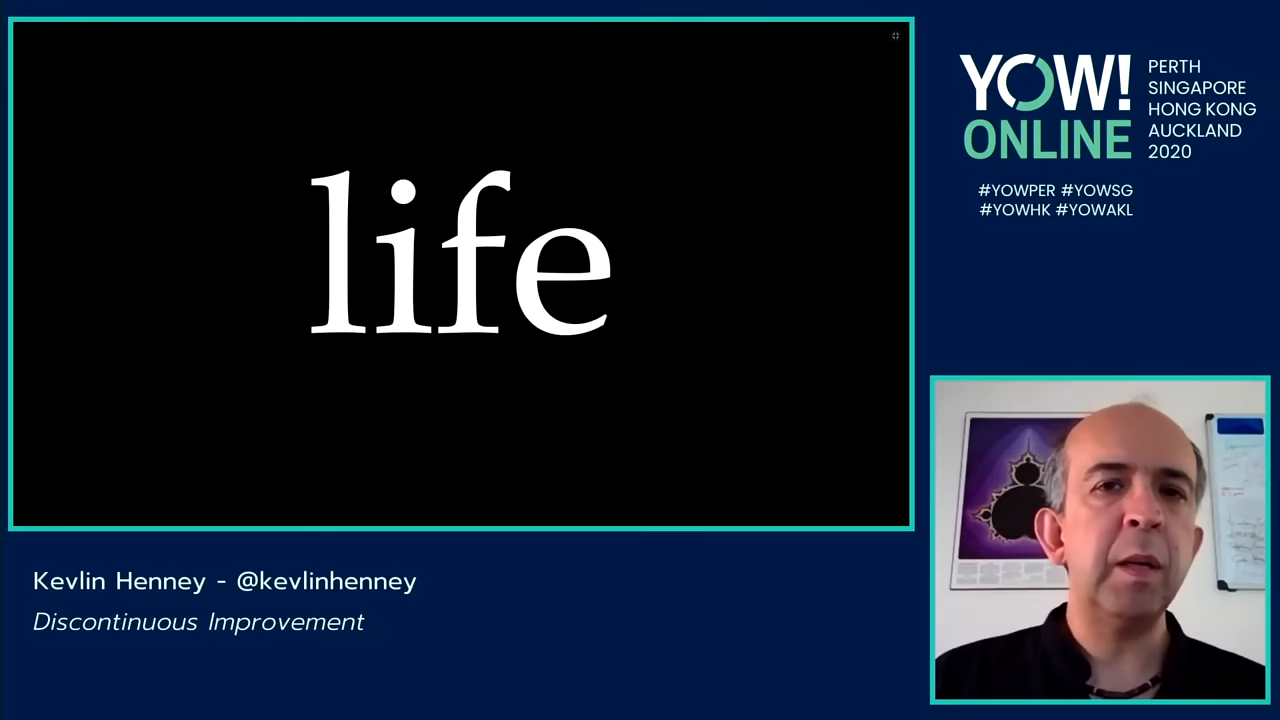 life
YOW!
ONLINE
PERTH
SINGAPORE
HONG KONG
AUCKLAND
2020
#YOWPER #YOWSG
#YOWHK #YOWAKL
Kevlin Henney - @kevlinhenney
Discontinuous Improvement